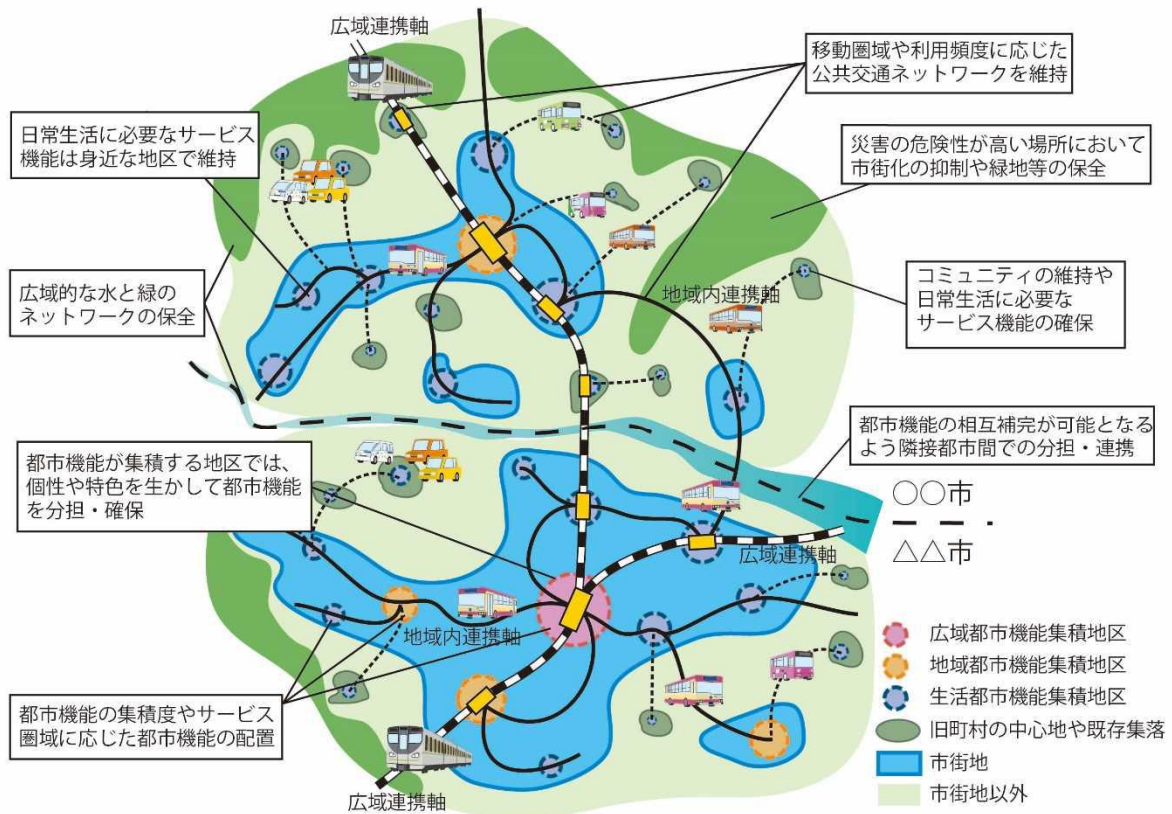 広域連携軸
移動圏域や利用頻度に応じた
公共交通ネットワークを維持
日常生活に必要なサービス
機能は身近な地区で維持
災害の危険性が高い場所において
市街化の抑制や緑地等の保全
広域的な水と緑の
ネットワークの保全
地域内連携軸
コミュニティの維持や
日常生活に必要な
サービス機能の確保
都市機能の相互補完が可能となる
よう隣接都市間での分担・連携
都市機能が集積する地区では、
個性や特色を生かして都市機能
を分担・確保
○○市
△△市
広域連携軸
地域内連携軸
都市機能の集積度やサービス
圏域に応じた都市機能の配置
広域連携軸
広域都市機能集積地区
地域都市機能集積地区
生活都市機能集積地区
旧町村の中心地や既存集落
市街地
市街地以外